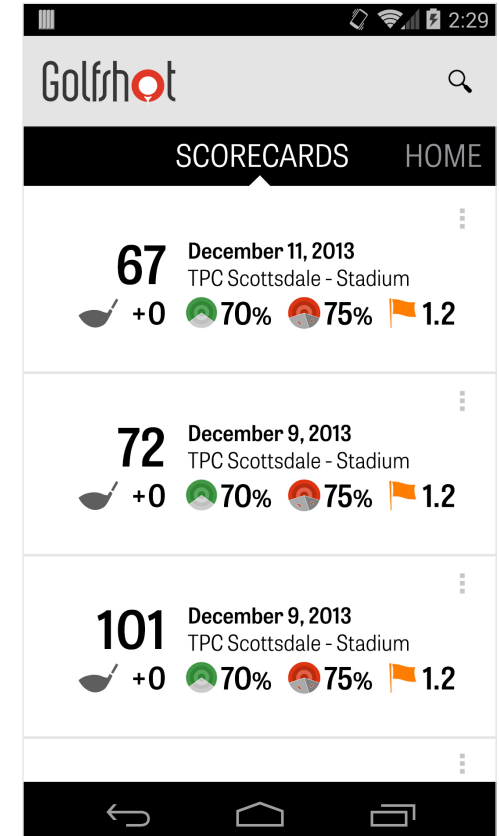 2:29
Golfshot
SCORECARDS HOME
67
December 11, 2013
TPC Scottsdale - Stadium
+0 70% 75% 1.2
72
December 9, 2013
TPC Scottsdale - Stadium
+0 70% 75% 1.2
101
December 9, 2013
TPC Scottsdale - Stadium
+0 70% 75% 1.2